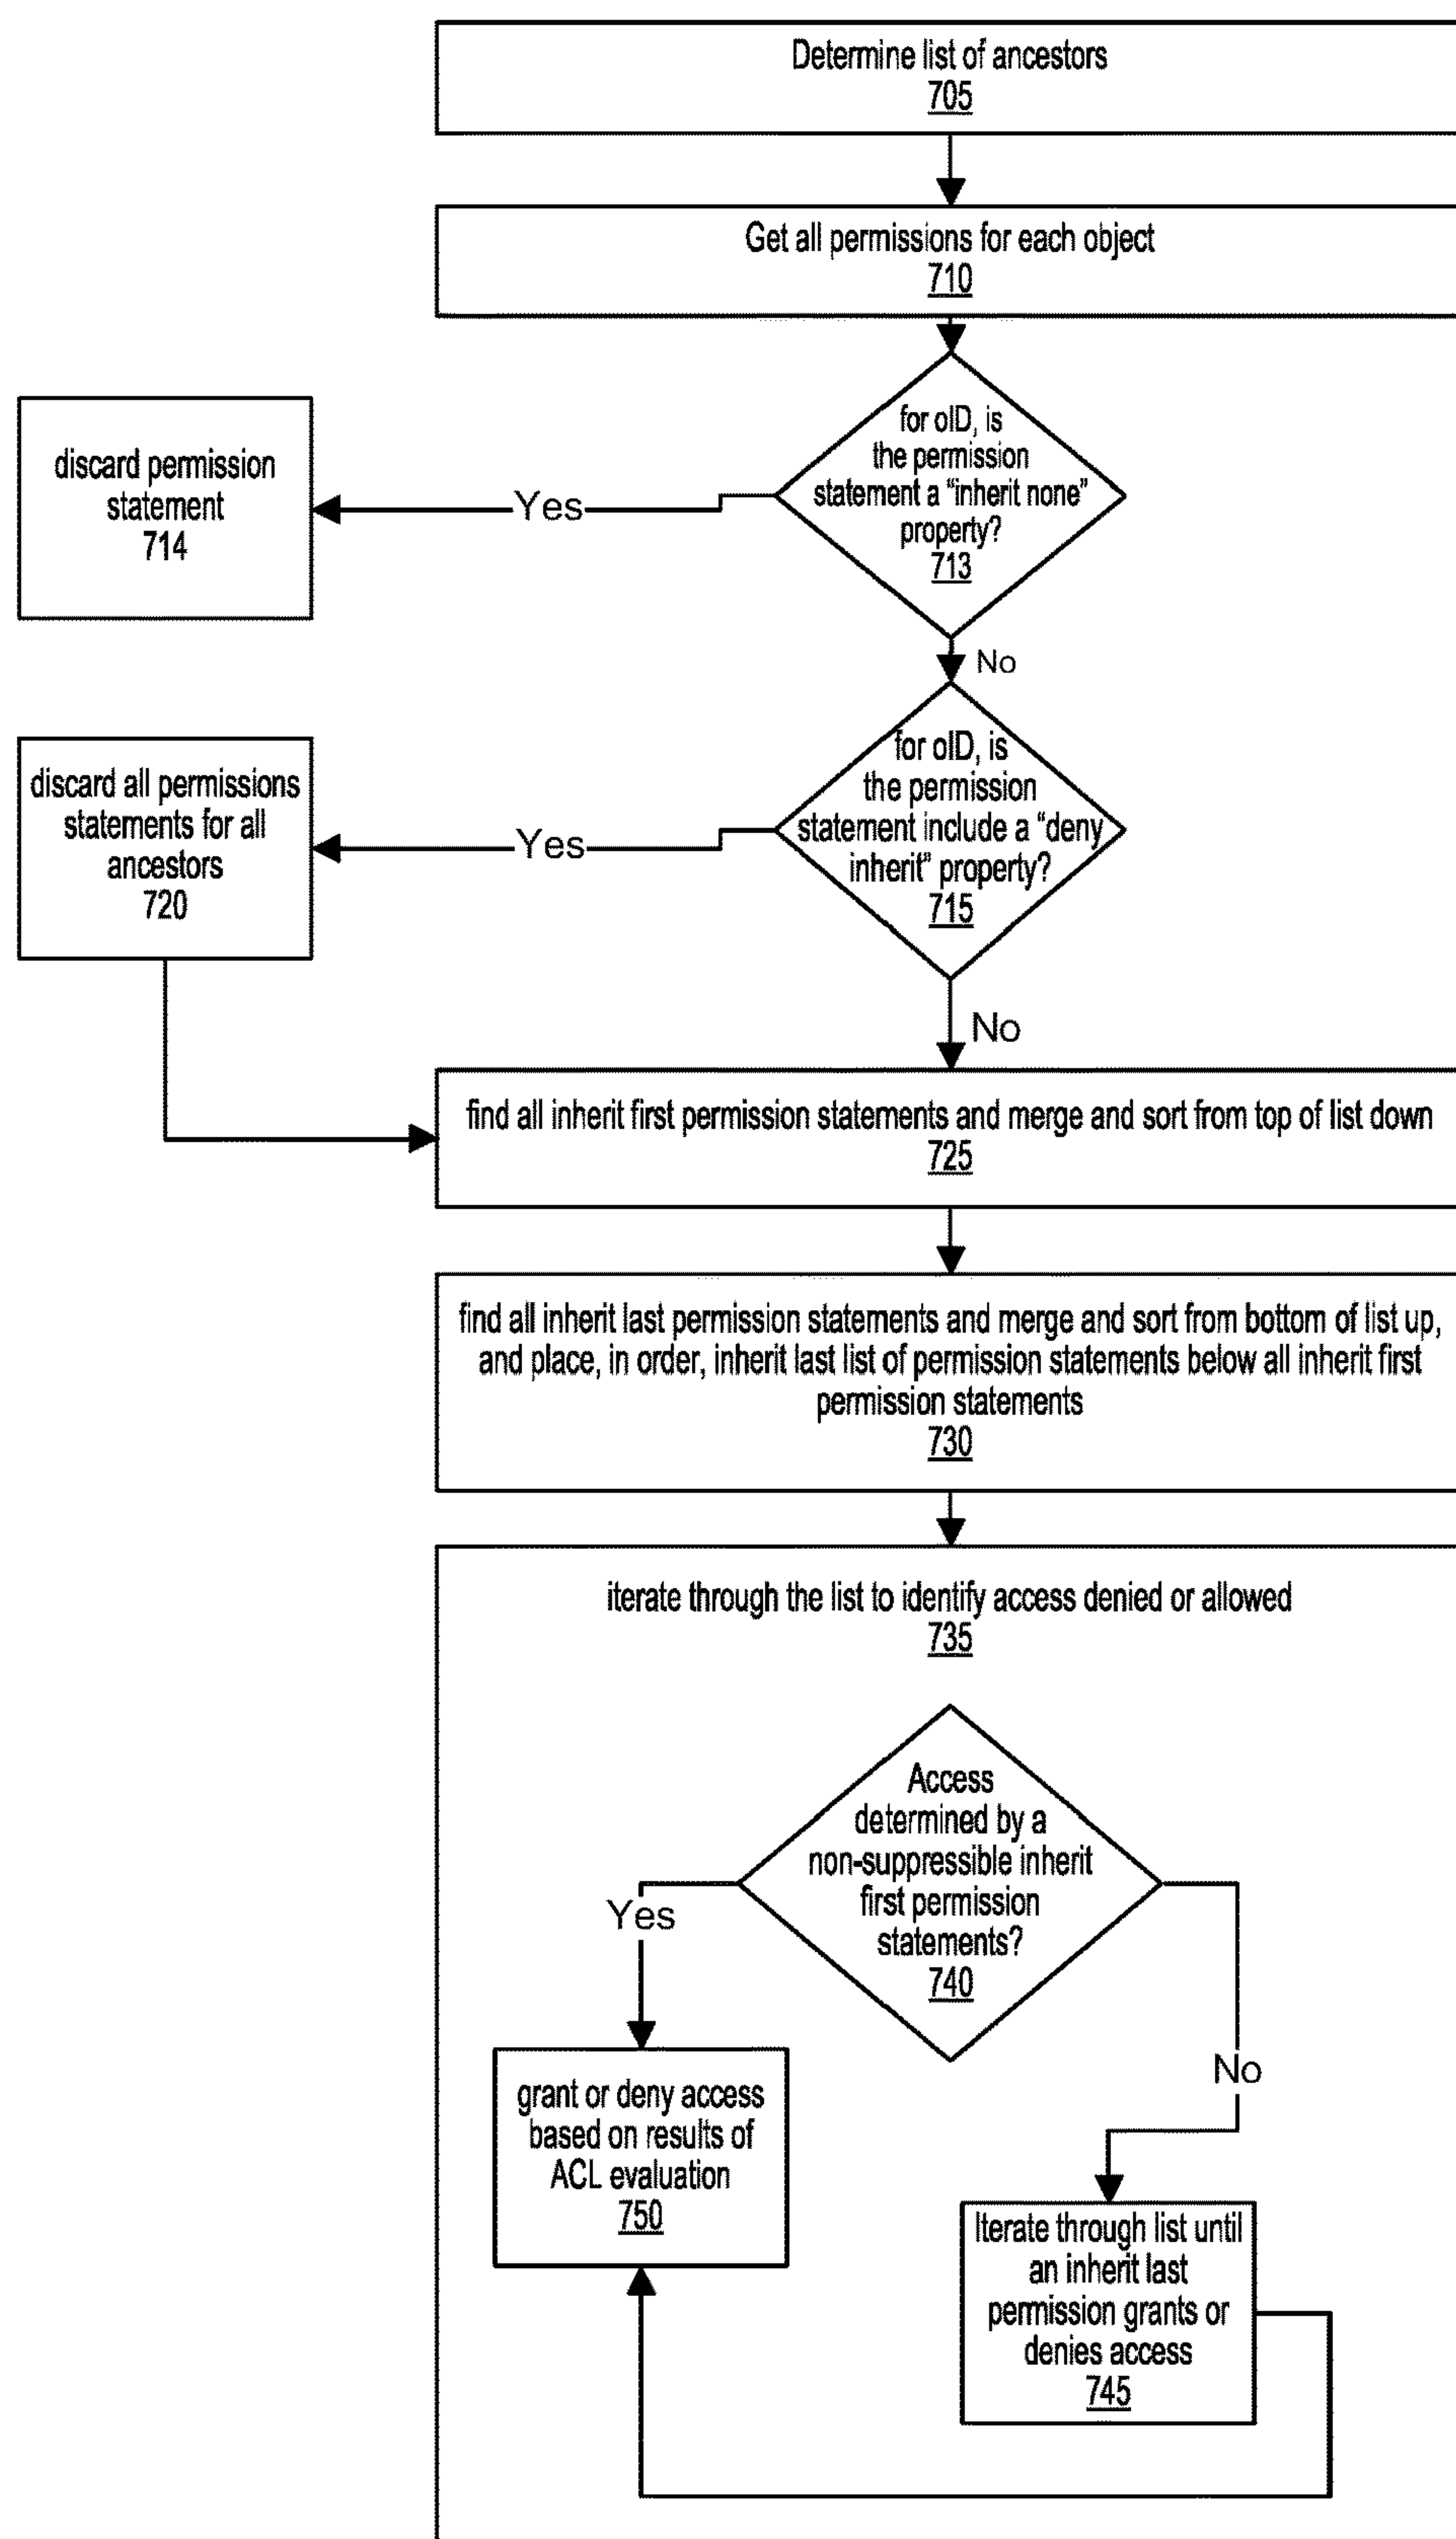 Determine list of ancestors
705
Get all permissions for each object
710
for oID, is
the permission
statement a "inherit none"
property?
713
Yes
discard permission
statement
714
No
for oID, is
the permission
statement include a "deny
inherit" property?
715
Yes
discard all permissions
statements for all
ancestors
720
No
find all inherit first permission statements and merge and sort from top of list down
725
find all inherit last permission statements and merge and sort from bottom of list up,
and place, in order, inherit last list of permission statements below all inherit first
permission statements
730
iterate through the list to identify access denied or allowed
735
Access
determined by a
non-suppressible inherit
first permission
statements?
740
Yes
No
grant or deny access
based on results of
ACL evaluation
750
Iterate through list until
an inherit last
permission grants or
denies access
745